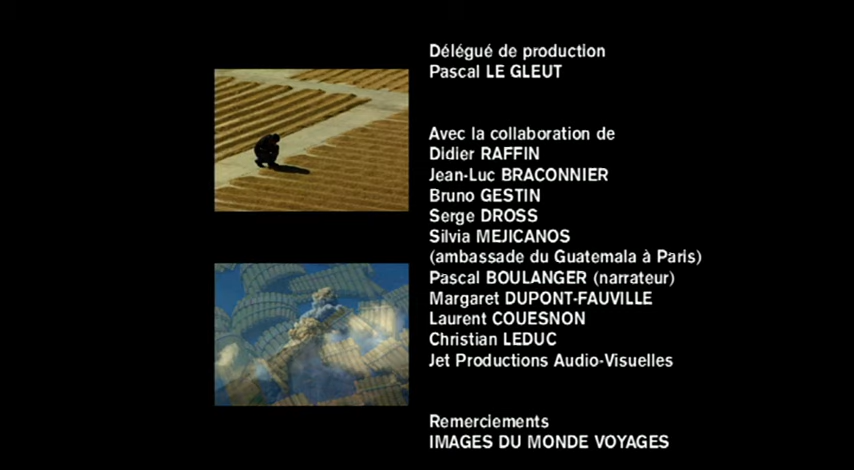 Délégué de production
Pascal LE GLEUT
Avec la collaboration de
Didier RAFFIN
Jean-Luc BRACONNIER
Bruno GESTIN
Serge DROSS
Silvia MEJICANOS
(ambassade du Guatemala à Paris)
Pascal BOULANGER (narrateur)
Margaret DUPONT-FAUVILLE
Laurent COUESNON
Christian LEDUC
Jet Productions Audio-Visuelles
Remerciements
IMAGES DU MONDE VOYAGES